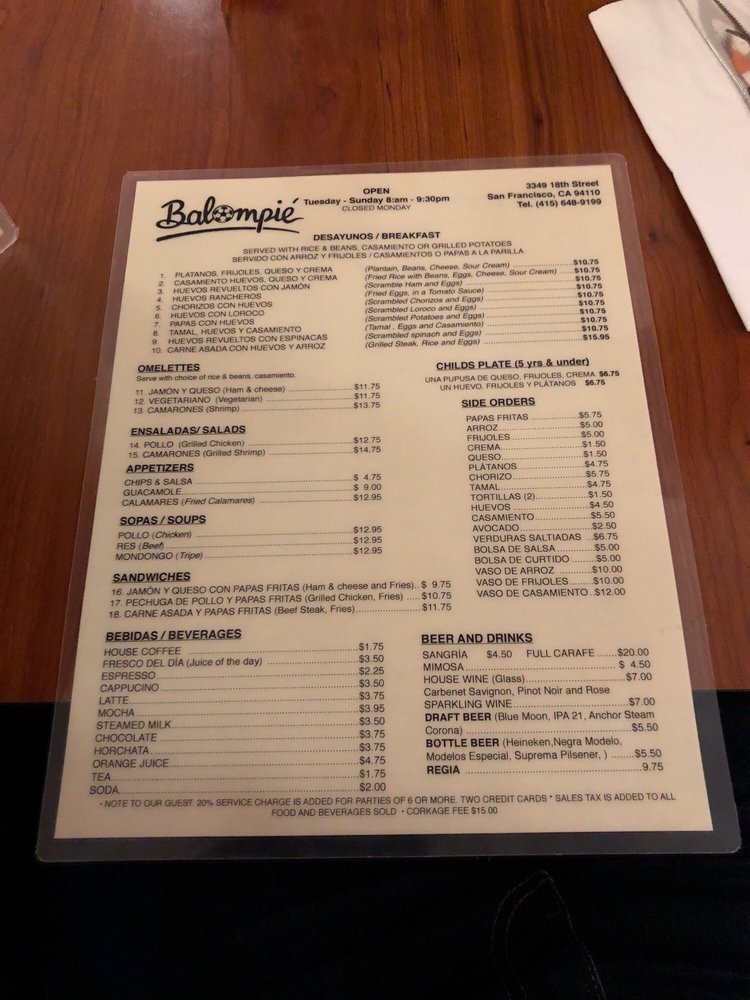 Balompié
OPEN
Tuesday - Sunday 8:am - 9:30pm
CLOSED MONDAY
3349 18th Street
San Francisco, CA 94110
Tel. (415) 648-9199
DESAYUNOS / BREAKFAST
SERVED WITH RICE & BEANS, CASAMIENTO OR GRILLED POTATOES
SERVIDO CON ARROZ Y FRIJOLES / CASAMIENTOS O PAPAS A LA PARILLA
1. PLATANOS, FRIJOLES, QUESO Y CREMA (Plantain, Beans, Cheese, Sour Cream) $10.75
2. CASAMIENTO HUEVOS, QUESO Y CREMA (Fried Rice with Beans, Eggs, Cheese, Sour Cream) $10.75
3. HUEVOS REVUELTOS CON JAMÓN (Scramble Ham and Eggs) $10.75
4. HUEVOS RANCHEROS (Fried Eggs, in a Tomato Sauce) $10.75
5. CHORIZOS CON HUEVOS (Scrambled Chorizos and Eggs) $10.75
6. HUEVOS CON LOROCO (Scrambled Loroco and Eggs) $10.75
7. PAPAS CON HUEVOS (Scrambled Potatoes and Eggs) $10.75
8. TAMAL, HUEVOS Y CASAMIENTO (Tamal , Eggs and Casamiento) $10.75
9. HUEVOS REVUELTOS CON ESPINACAS (Scrambled spinach and Eggs) $10.75
10. CARNE ASADA CON HUEVOS Y ARROZ (Grilled Steak, Rice and Eggs) $15.95
OMELETTES
Serve with choice of rice & beans, casamiento.
11. JAMÓN Y QUESO (Ham & cheese) $11.75
12. VEGETARIANO (Vegetarian) $11.75
13. CAMARONES (Shrimp) $13.75
ENSALADAS/ SALADS
14. POLLO (Grilled Chicken) $12.75
15. CAMARONES (Grilled Shrimp) $14.75
APPETIZERS
CHIPS & SALSA $ 4.75
GUACAMOLE $ 9.00
CALAMARES (Fried Calamares) $12.95
SOPAS / SOUPS
POLLO (Chicken) $12.95
RES (Beef) $12.95
MONDONGO (Tripe) $12.95
SANDWICHES
16. JAMÓN Y QUESO CON PAPAS FRITAS (Ham & cheese and Fries) $ 9.75
17. PECHUGA DE POLLO Y PAPAS FRITAS (Grilled Chicken, Fries) $10.75
18. CARNE ASADA Y PAPAS FRITAS (Beef Steak, Fries) $11.75
CHILDS PLATE (5 yrs & under)
UNA PUPUSA DE QUESO, FRIJOLES, CREMA $6.75
UN HUEVO, FRIJOLES Y PLÁTANOS $6.75
SIDE ORDERS
PAPAS FRITAS $5.75
ARROZ $5.00
FRIJOLES $5.00
CREMA $1.50
QUESO $1.50
PLÁTANOS $4.75
CHORIZO $5.75
TAMAL $4.75
TORTILLAS (2) $1.50
HUEVOS $4.50
CASAMIENTO $5.50
AVOCADO $2.50
VERDURAS SALTIADAS $6.75
BOLSA DE SALSA $5.00
BOLSA DE CURTIDO $5.00
VASO DE ARROZ $10.00
VASO DE FRIJOLES $10.00
VASO DE CASAMIENTO $12.00
BEBIDAS / BEVERAGES
HOUSE COFFEE $1.75
FRESCO DEL DÍA (Juice of the day) $3.50
ESPRESSO $2.25
CAPPUCINO $3.50
LATTE $3.75
MOCHA $3.95
STEAMED MILK $3.50
CHOCOLATE $3.75
HORCHATA $3.75
ORANGE JUICE $4.75
TEA $1.75
SODA $2.00
BEER AND DRINKS
SANGRÍA $4.50 FULL CARAFE $20.00
MIMOSA $ 4.50
HOUSE WINE (Glass) $7.00
Carbenet Savignon, Pinot Noir and Rose
SPARKLING WINE $7.00
DRAFT BEER (Blue Moon, IPA 21, Anchor Steam
Corona) $5.50
BOTTLE BEER (Heineken,Negra Modelo,
Modelos Especial, Suprema Pilsener, ) $5.50
REGIA 9.75
• NOTE TO OUR GUEST. 20% SERVICE CHARGE IS ADDED FOR PARTIES OF 6 OR MORE. TWO CREDIT CARDS * SALES TAX IS ADDED TO ALL
FOOD AND BEVERAGES SOLD • CORKAGE FEE $15.00